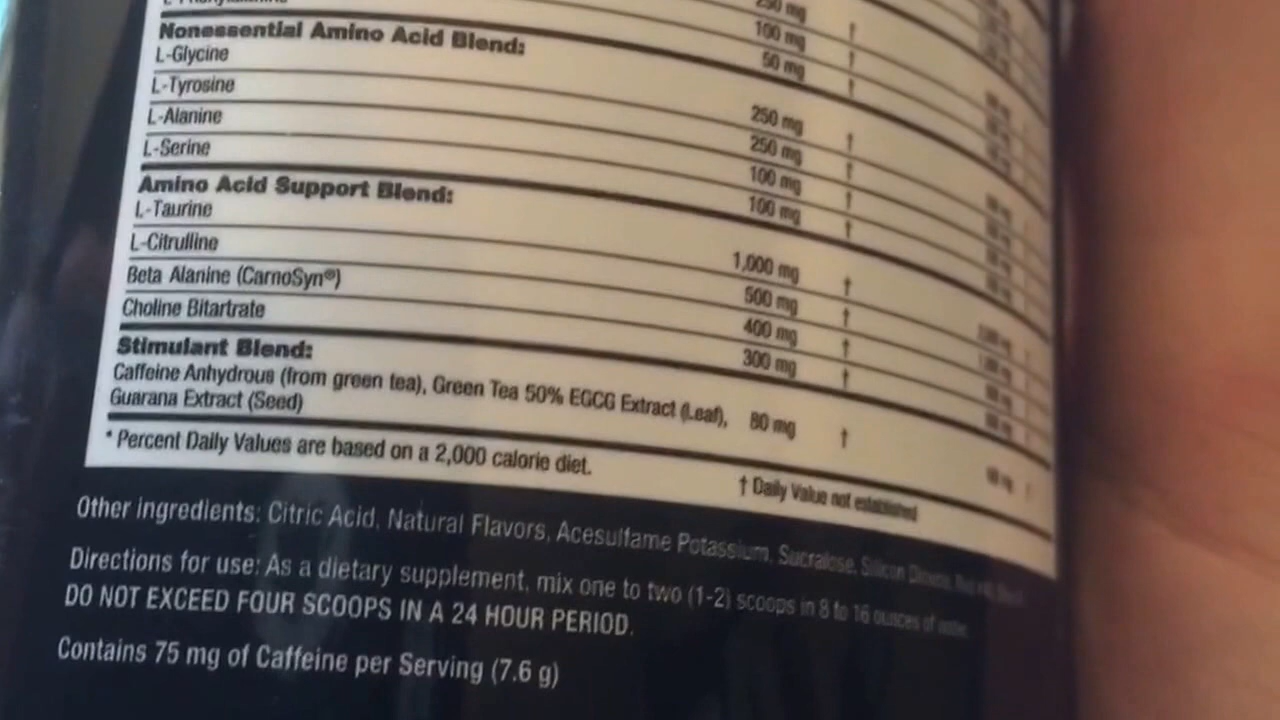 Nonessential Amino Acid Blend:
250 mg
100 mg †
50 mg †
†
L-Glycine 250 mg †
L-Tyrosine 250 mg †
L-Alanine 100 mg †
L-Serine 100 mg †
Amino Acid Support Blend:
L-Taurine 1,000 mg †
L-Citrulline 500 mg †
Beta Alanine (CarnoSyn®) 400 mg †
Choline Bitartrate 300 mg †
Stimulant Blend:
Caffeine Anhydrous (from green tea), Green Tea 50% EGCG Extract (Leaf), 80 mg †
Guarana Extract (Seed)
* Percent Daily Values are based on a 2,000 calorie diet. † Daily Value not established
Other ingredients: Citric Acid, Natural Flavors, Acesulfame Potassium, Sucralose, Silicon
Directions for use: As a dietary supplement, mix one to two (1-2) scoops in 8 to 16 ounces of water.
DO NOT EXCEED FOUR SCOOPS IN A 24 HOUR PERIOD.
Contains 75 mg of Caffeine per Serving (7.6 g)